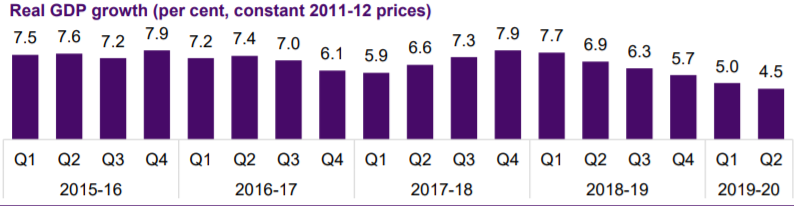 Real GDP growth (per cent, constant 2011-12 prices)
7.5 7.6 7.2 7.9 7.2 7.4 7.0 6.1 5.9 6.6 7.3 7.9 7.7 6.9 6.3 5.7 5.0 4.5
Q1 Q2 Q3 Q4 Q1 Q2 Q3 Q4 Q1 Q2 Q3 Q4 Q1 Q2 Q3 Q4 Q1 Q2
2015-16 2016-17 2017-18 2018-19 2019-20